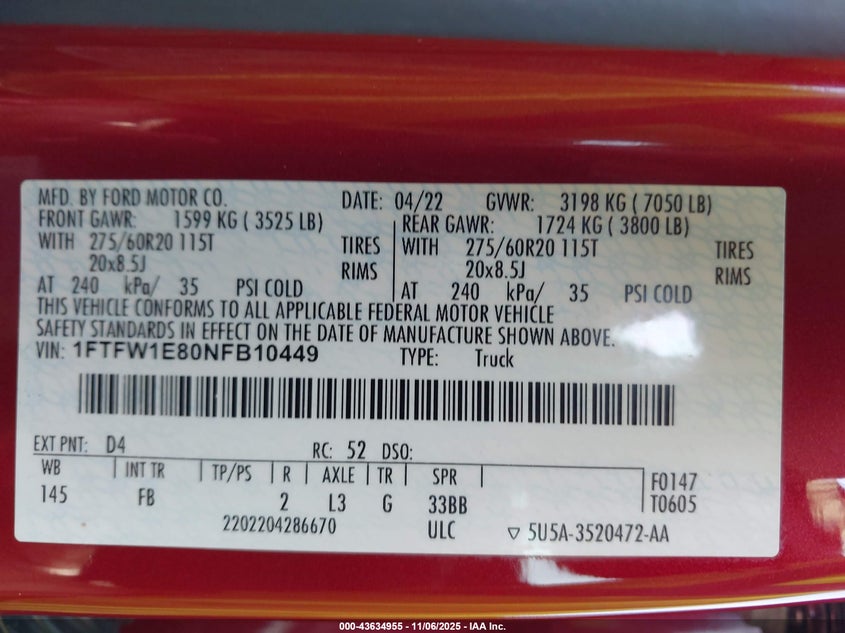 MFD. BY FORD MOTOR CO. DATE: 04/22 GVWR: 3198 KG ( 7050 LB)
FRONT GAWR: 1599 KG ( 3525 LB) REAR GAWR: 1724 KG ( 3800 LB)
WITH 275/60R20 115T TIRES WITH 275/60R20 115T TIRES
20x8.5J RIMS 20x8.5J RIMS
AT 240 kPa/ 35 PSI COLD AT 240 kPa/ 35 PSI COLD
THIS VEHICLE CONFORMS TO ALL APPLICABLE FEDERAL MOTOR VEHICLE
SAFETY STANDARDS IN EFFECT ON THE DATE OF MANUFACTURE SHOWN ABOVE.
VIN: 1FTFW1E80NFB10449 TYPE: Truck
EXT PNT: D4 RC: 52 DSO:
WB INT TR TP/PS R AXLE TR SPR F0147
145 FB 2 L3 G 33BB T0605
2202204286670 ULC ▽ 5U5A-3520472-AA
000-43634955 - 11/06/2025 - IAA Inc.